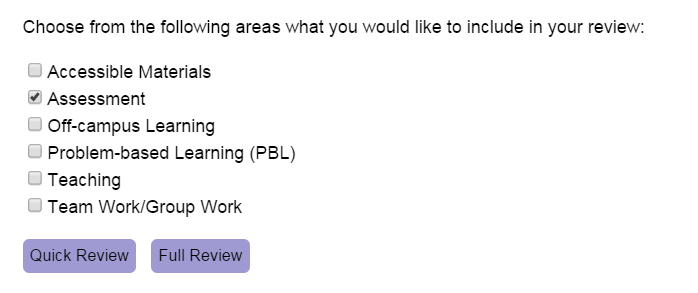 Choose from the following areas what you would like to include in your review:
Accessible Materials
Assessment
Off-campus Learning
Problem-based Learning (PBL)
Teaching
Team Work/Group Work
Quick Review Full Review